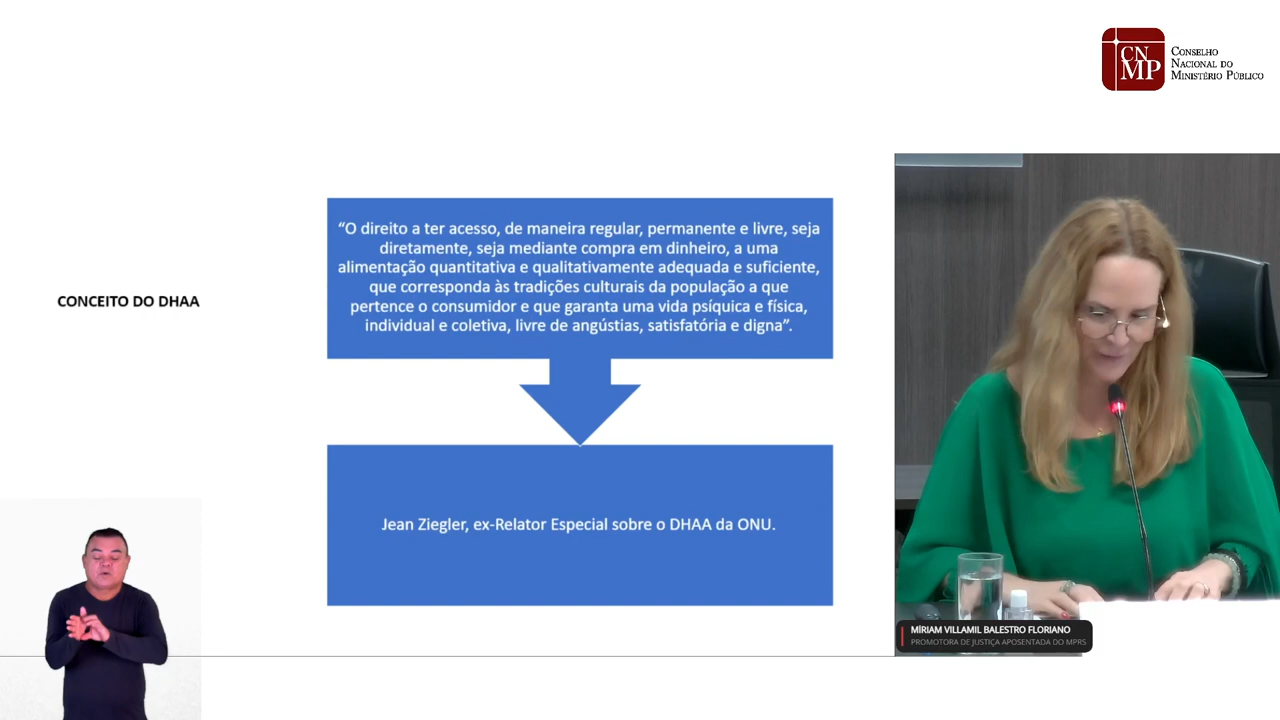 CN
MP
CONSELHO
NACIONAL DO
MINISTÉRIO PÚBLICO
CONCEITO DO DHAA
“O direito a ter acesso, de maneira regular, permanente e livre, seja
diretamente, seja mediante compra em dinheiro, a uma
alimentação quantitativa e qualitativamente adequada e suficiente,
que corresponda às tradições culturais da população a que
pertence o consumidor e que garanta uma vida psíquica e física,
individual e coletiva, livre de angústias, satisfatória e digna”.
Jean Ziegler, ex-Relator Especial sobre o DHAA da ONU.
MÍRIAM VILLAMIL BALESTRO FLORIANO
PROMOTORA DE JUSTIÇA APOSENTADA DO MPRS